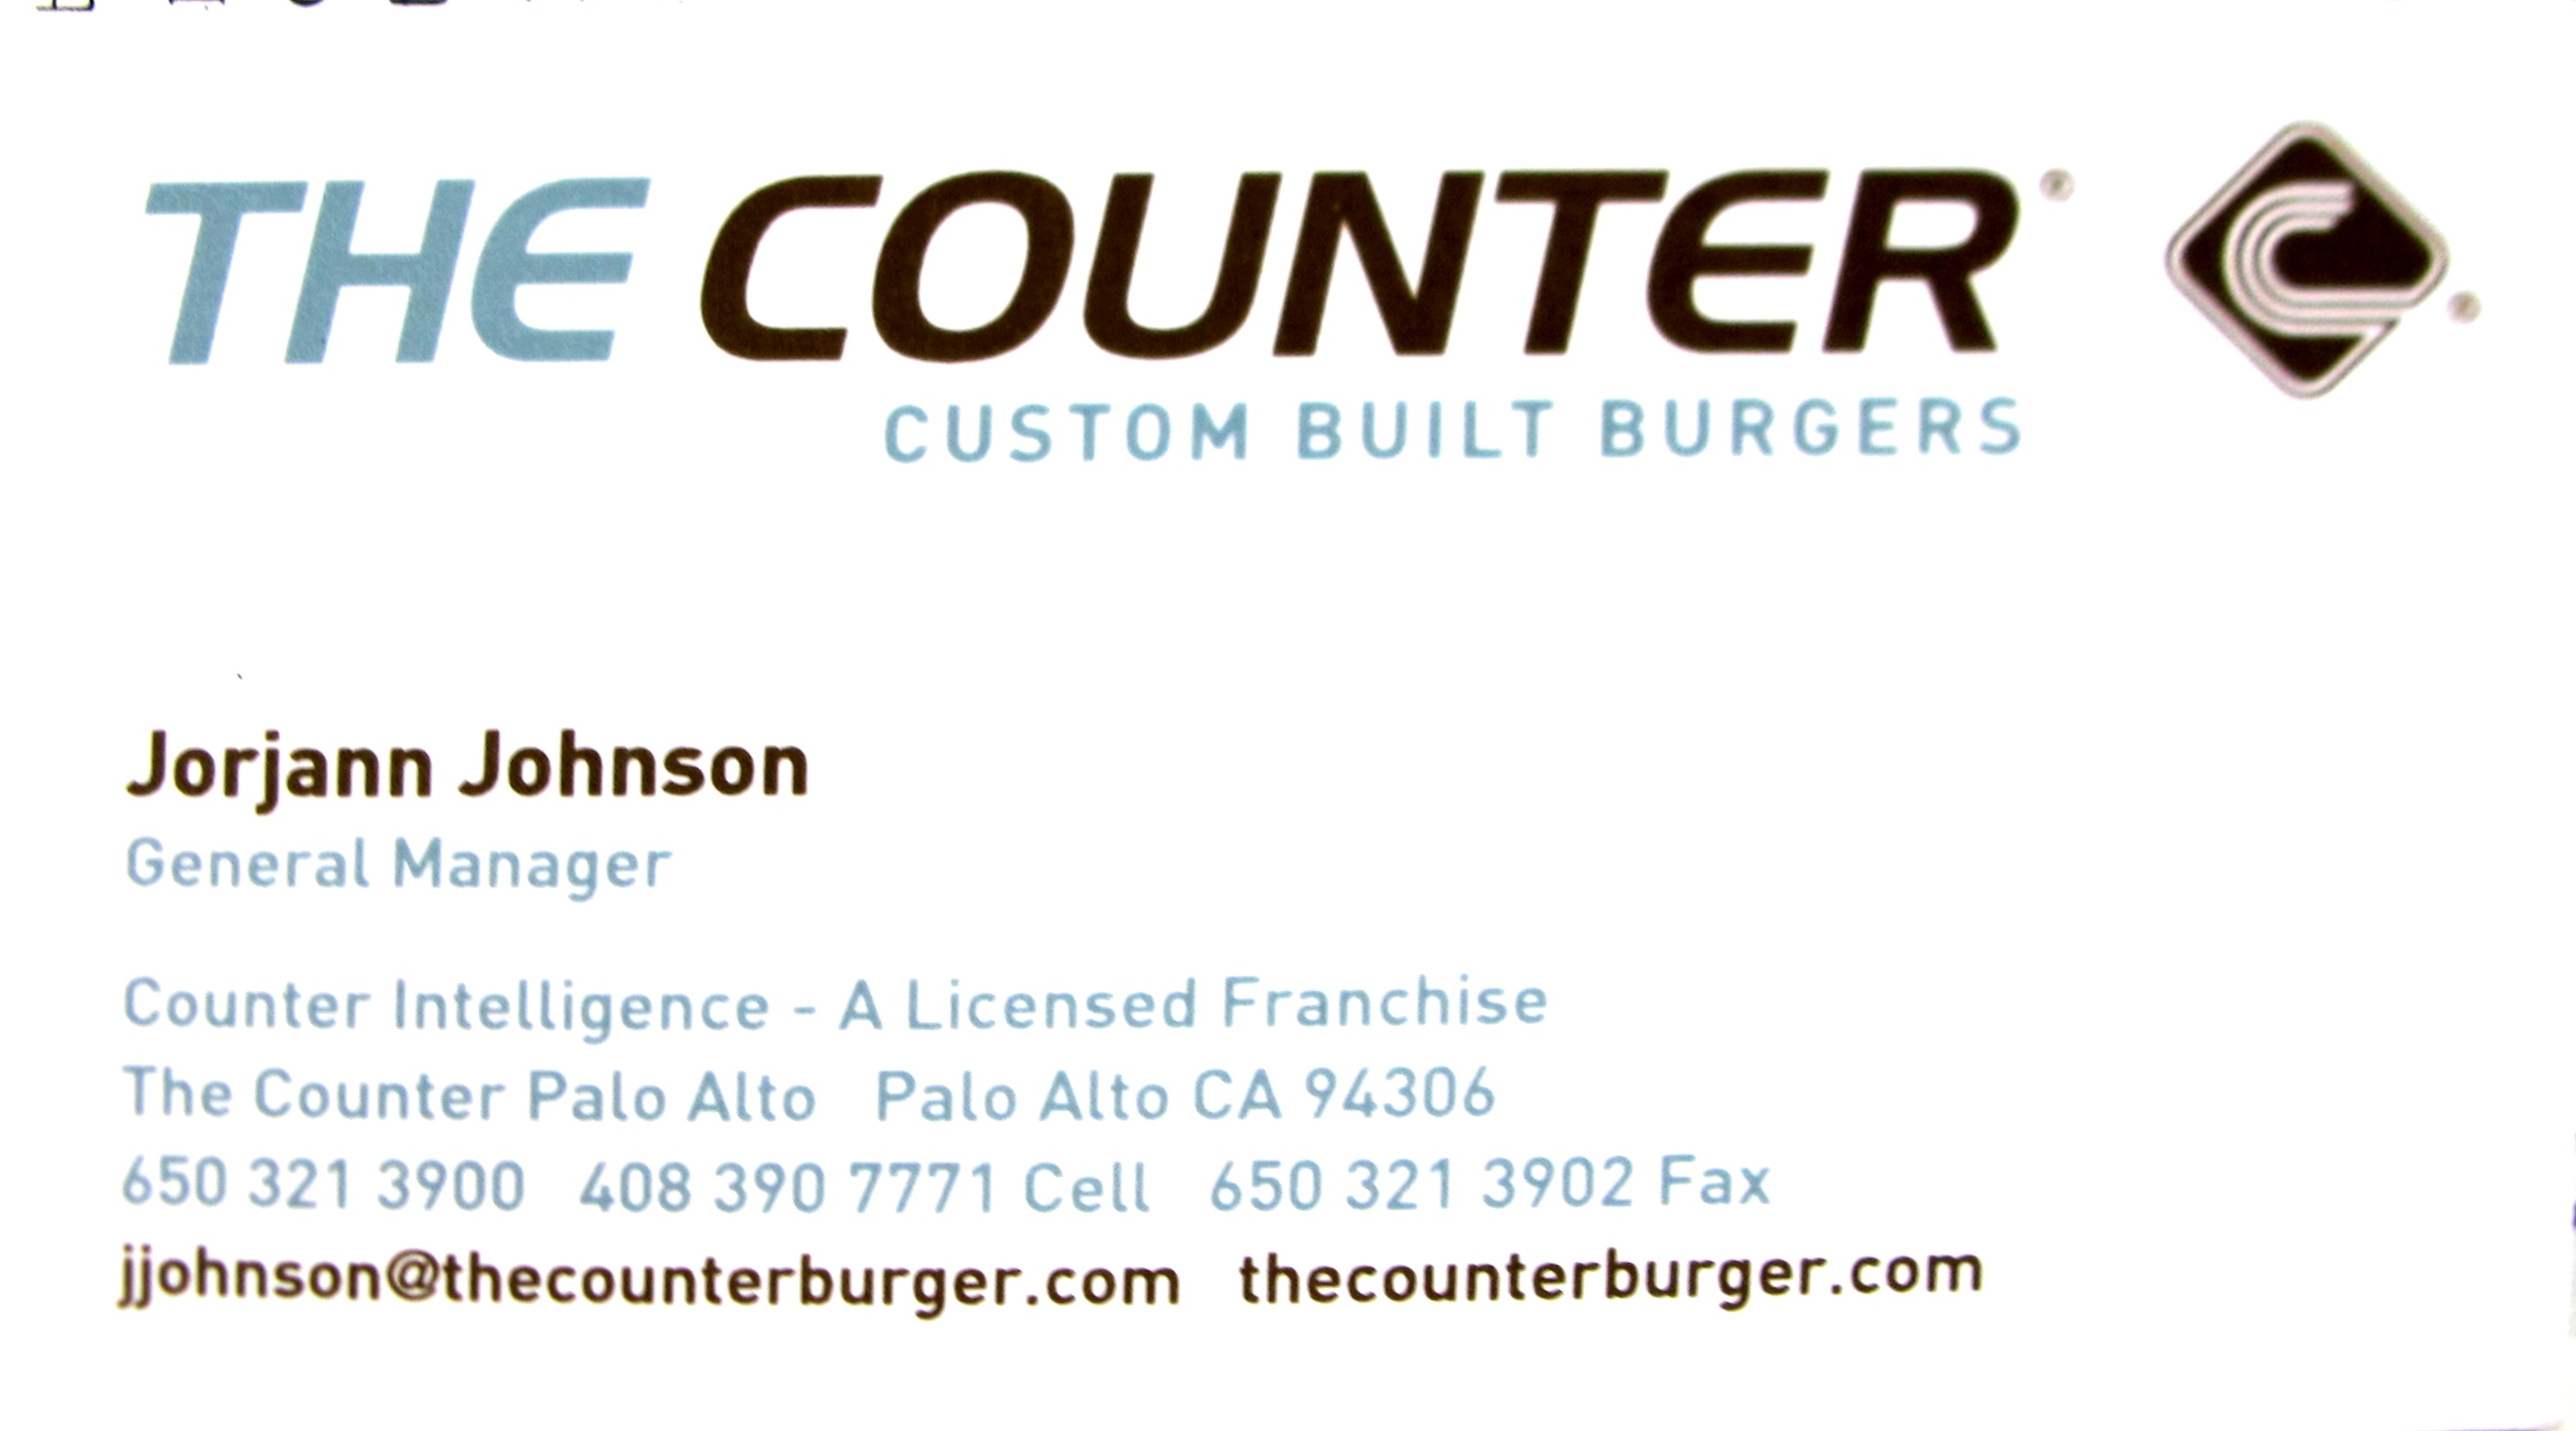 THE COUNTER®
CUSTOM BUILT BURGERS
Jorjann Johnson
General Manager
Counter Intelligence - A Licensed Franchise
The Counter Palo Alto   Palo Alto CA 94306
650 321 3900   408 390 7771 Cell   650 321 3902 Fax
jjohnson@thecounterburger.com   thecounterburger.com